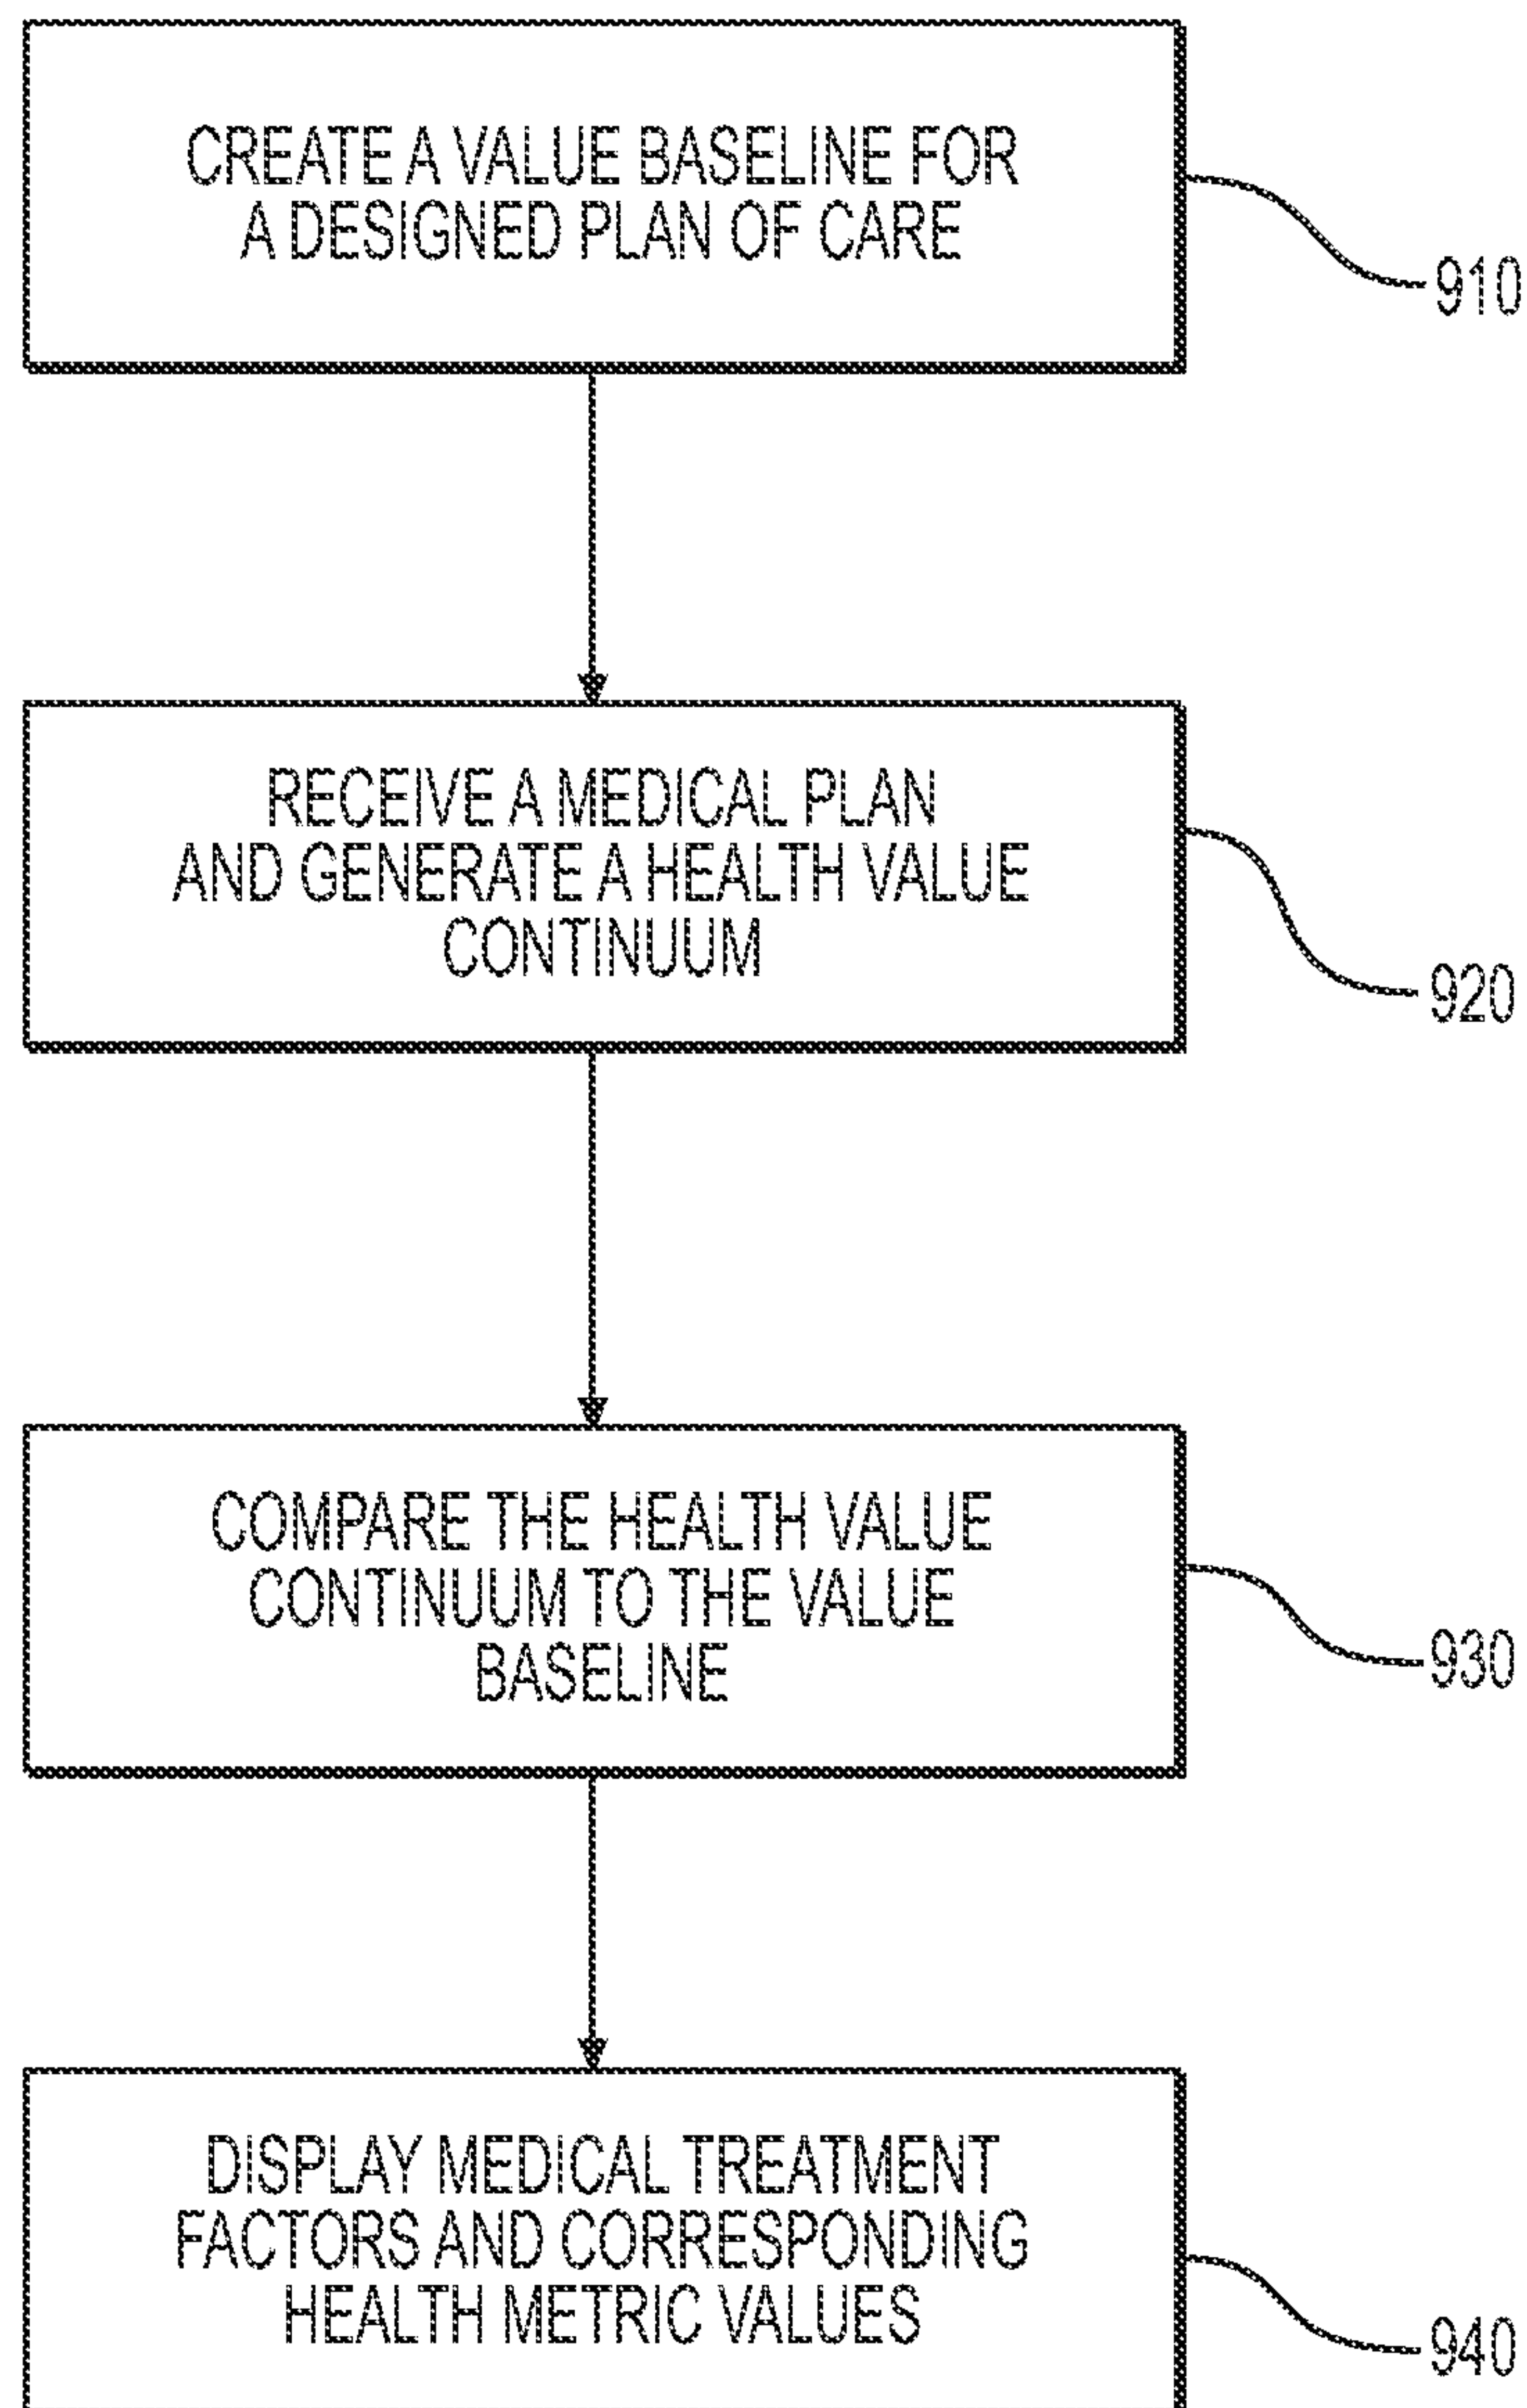 CREATE A VALUE BASELINE FOR
A DESIGNED PLAN OF CARE
910
RECEIVE A MEDICAL PLAN
AND GENERATE A HEALTH VALUE
CONTINUUM
920
COMPARE THE HEALTH VALUE
CONTINUUM TO THE VALUE
BASELINE
930
DISPLAY MEDICAL TREATMENT
FACTORS AND CORRESPONDING
HEALTH METRIC VALUES
940